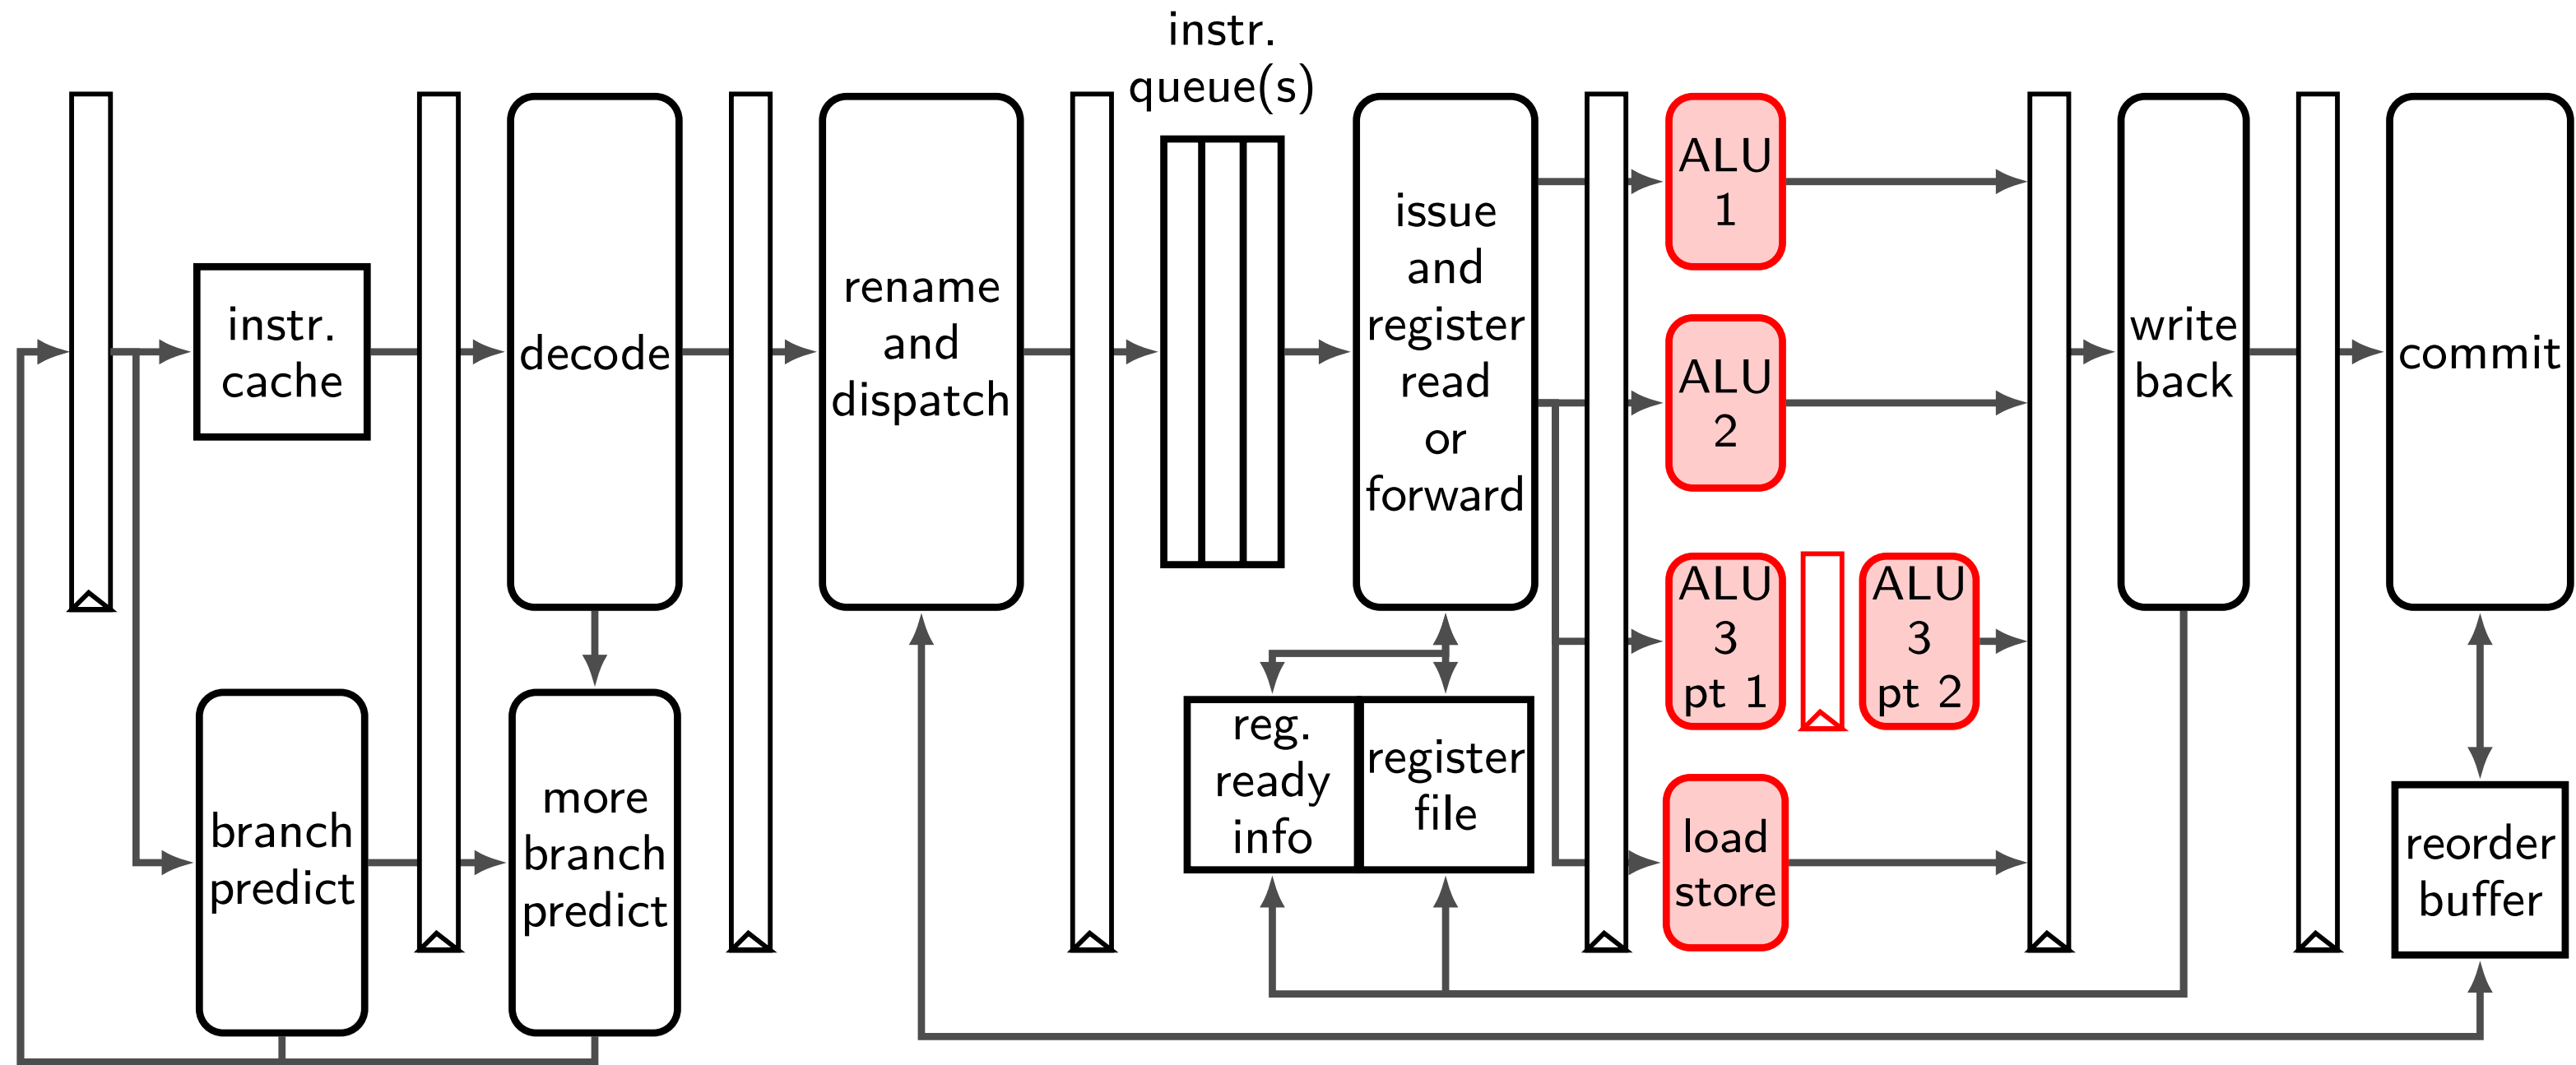 instr.
queue(s)
instr.
cache
decode
rename
and
dispatch
issue
and
register
read
or
forward
ALU
1
ALU
2
ALU
3
pt 1
ALU
3
pt 2
load
store
write
back
commit
branch
predict
more
branch
predict
reg.
ready
info
register
file
reorder
buffer